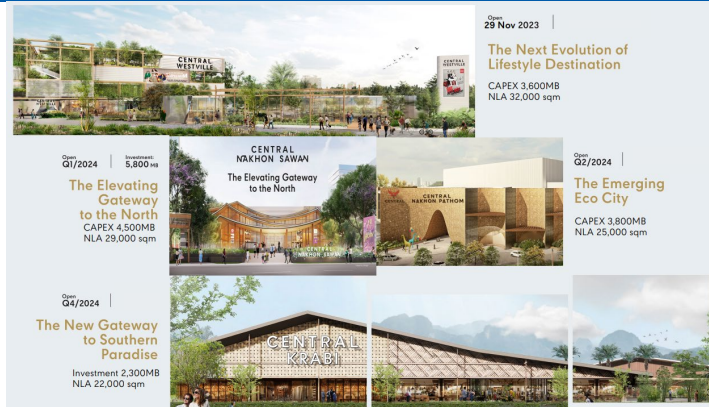 Open
29 Nov 2023
The Next Evolution of
Lifestyle Destination
CAPEX 3,600MB
NLA 32,000 sqm
CENTRAL
WESTVILLE
CENTRAL
WESTVILLE
Open
Q1/2024
Investment:
5,800 MB
The Elevating
Gateway
to the North
CAPEX 4,500MB
NLA 29,000 sqm
CENTRAL
NAKHON SAWAN
The Elevating Gateway
to the North
CENTRAL
NAKHON SAWAN
CENTRAL
NAKHON PATHOM
Open
Q2/2024
The Emerging
Eco City
CAPEX 3,800MB
NLA 25,000 sqm
Open
Q4/2024
The New Gateway
to Southern
Paradise
Investment 2,300MB
NLA 22,000 sqm
CENTRAL
KRABI